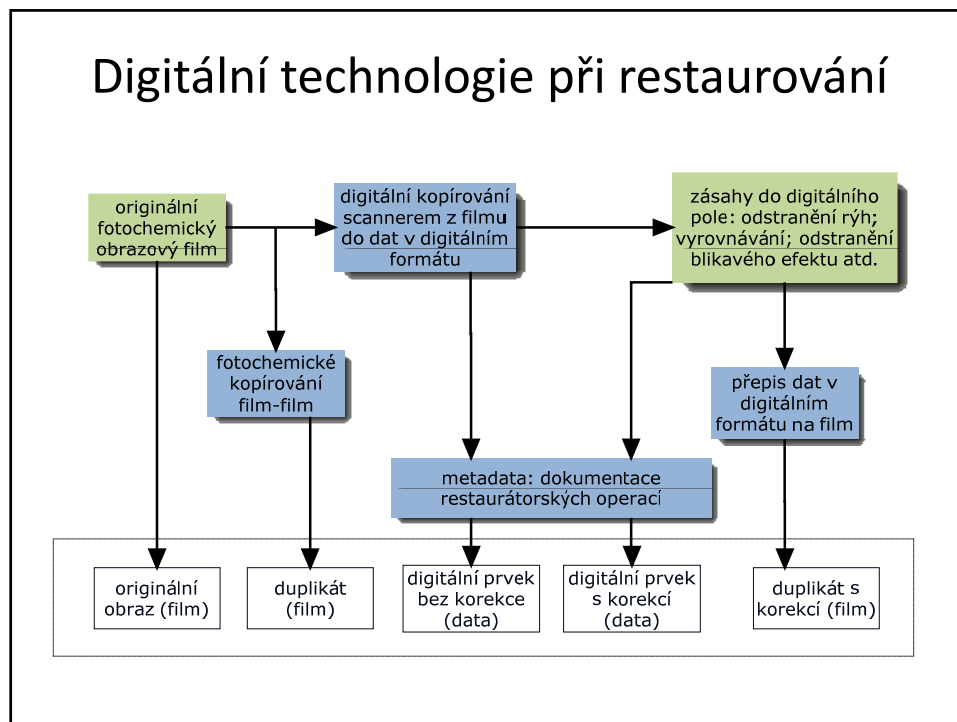 Digitální technologie při restaurování
originální
fotochemický
obrazový film
digitální kopírování
scannerem z filmu
do dat v digitálním
formátu
zásahy do digitálního
pole: odstranění rýh;
vyrovnávání; odstranění
blikavého efektu atd.
fotochemické
kopírování
film-film
přepis dat v
digitálním
formátu na film
metadata: dokumentace
restaurátorských operací
originální
obraz (film)
duplikát
(film)
digitální prvek
bez korekce
(data)
digitální prvek
s korekcí
(data)
duplikát s
korekcí (film)